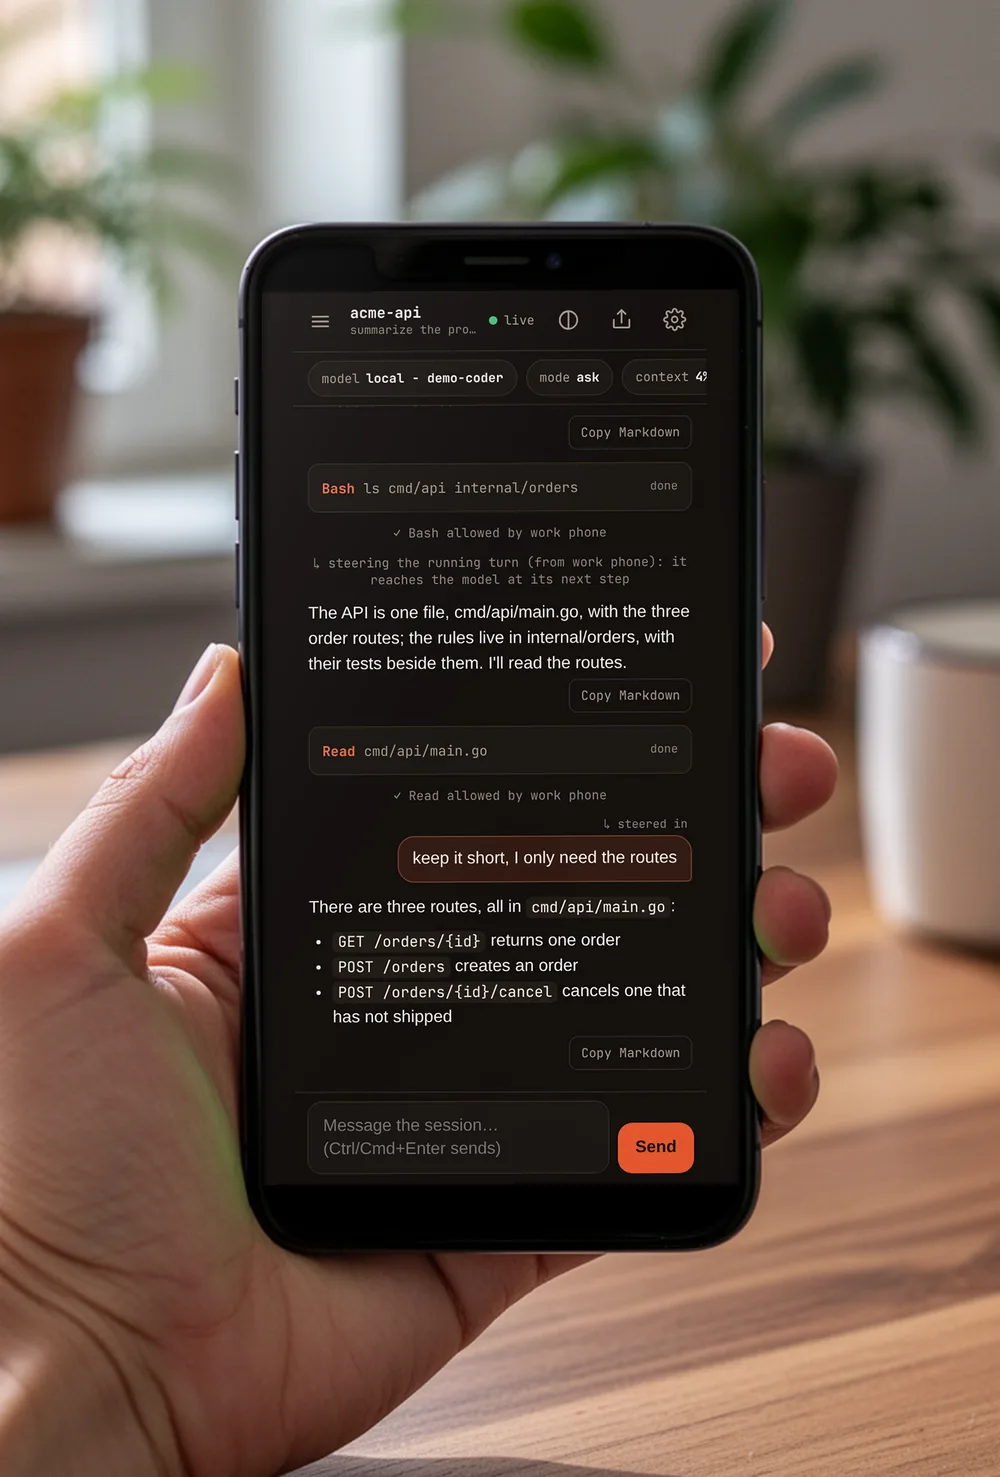 acme-api
summarize the pro…
live
model local - demo-coder
mode ask
context 4%
Copy Markdown
Bash ls cmd/api internal/orders
done
✓ Bash allowed by work phone
↳ steering the running turn (from work phone): it
reaches the model at its next step
The API is one file, cmd/api/main.go, with the three
order routes; the rules live in internal/orders, with
their tests beside them. I'll read the routes.
Copy Markdown
Read cmd/api/main.go
done
✓ Read allowed by work phone
↳ steered in
keep it short, I only need the routes
There are three routes, all in cmd/api/main.go:
• GET /orders/{id} returns one order
• POST /orders creates an order
• POST /orders/{id}/cancel cancels one that
has not shipped
Copy Markdown
Message the session…
(Ctrl/Cmd+Enter sends)
Send